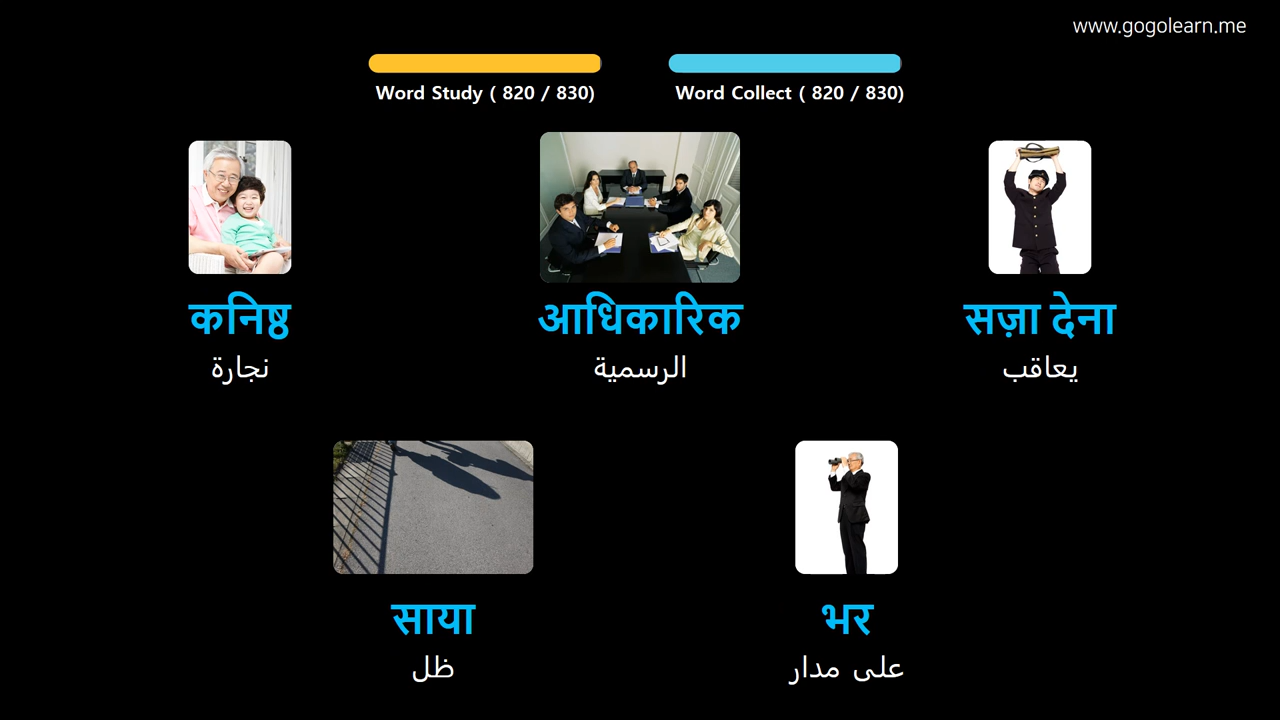 www.gogolearn.me
Word Study ( 820 / 830)
Word Collect ( 820 / 830)
कनिष्ठ
نجارة
आधिकारिक
الرسمية
सज़ा देना
يعاقب
साया
ظل
भर
على مدار